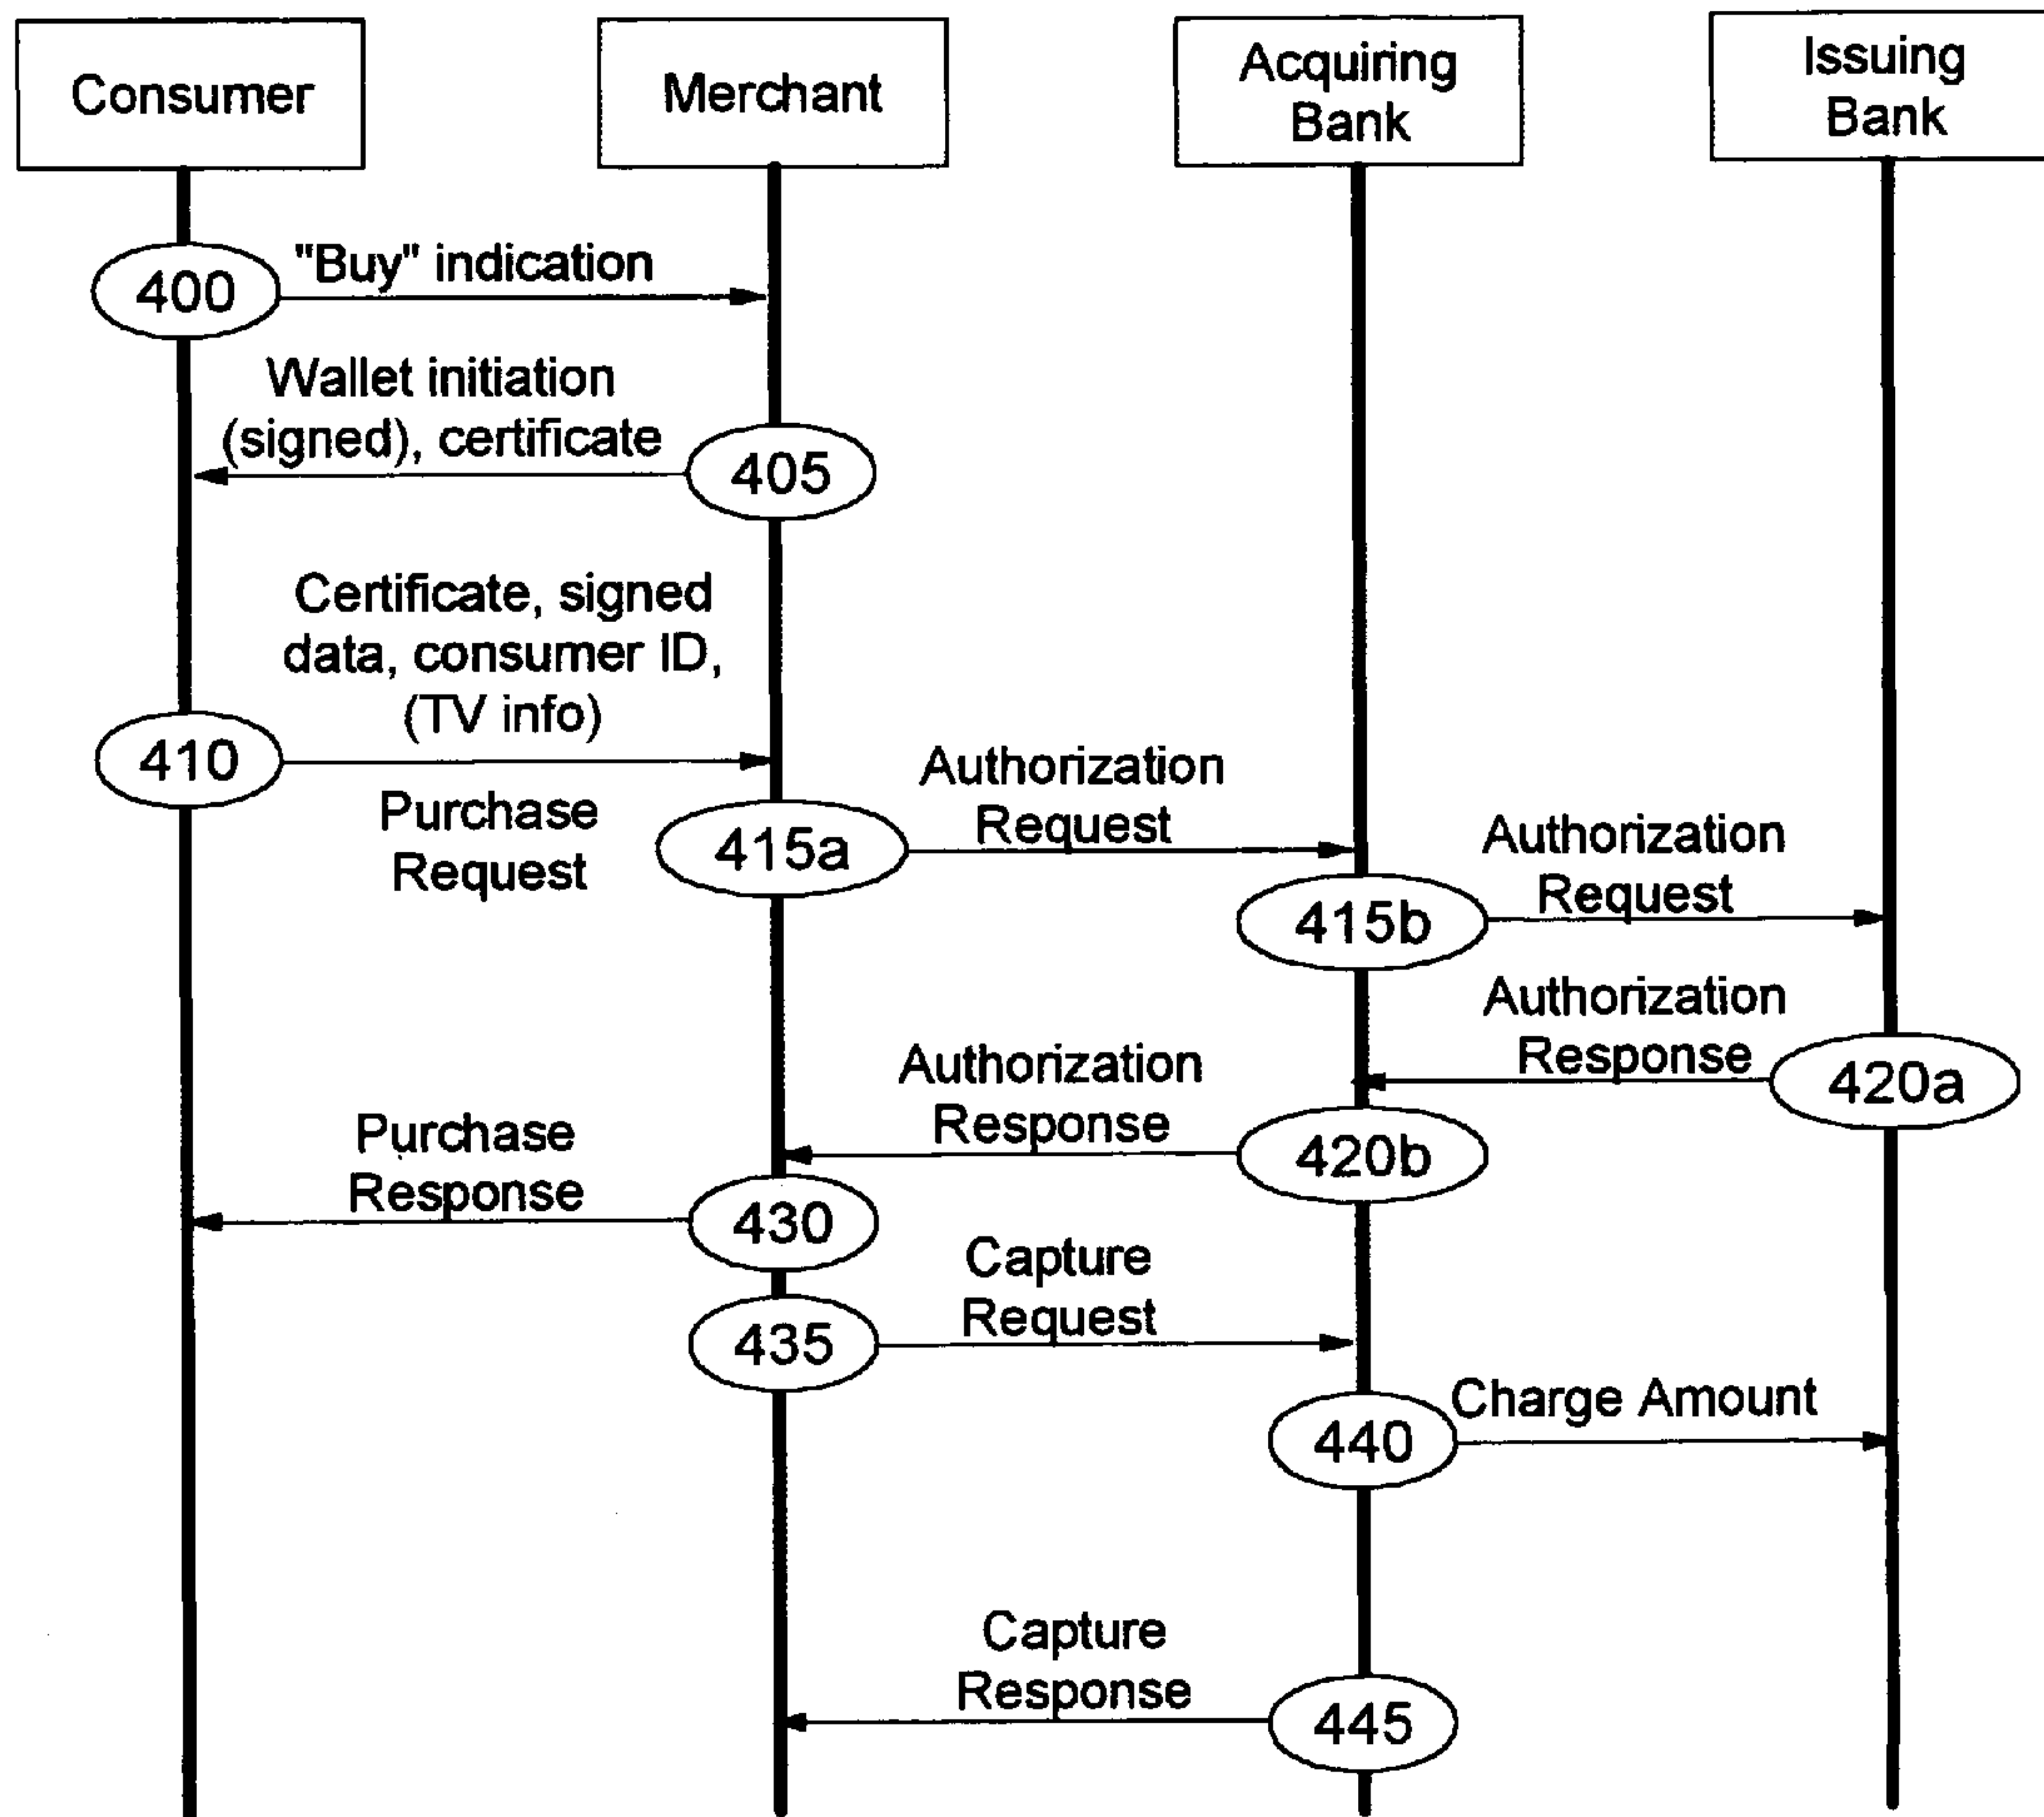 Consumer
Merchant
Acquiring
Bank
Issuing
Bank
400
"Buy" indication
Wallet initiation
(signed), certificate
405
Certificate, signed
data, consumer ID,
(TV info)
410
Purchase
Request
415a
Authorization
Request
415b
Authorization
Request
Authorization
Response
420a
Authorization
Response
420b
Purchase
Response
430
Capture
Request
435
440
Charge Amount
Capture
Response
445